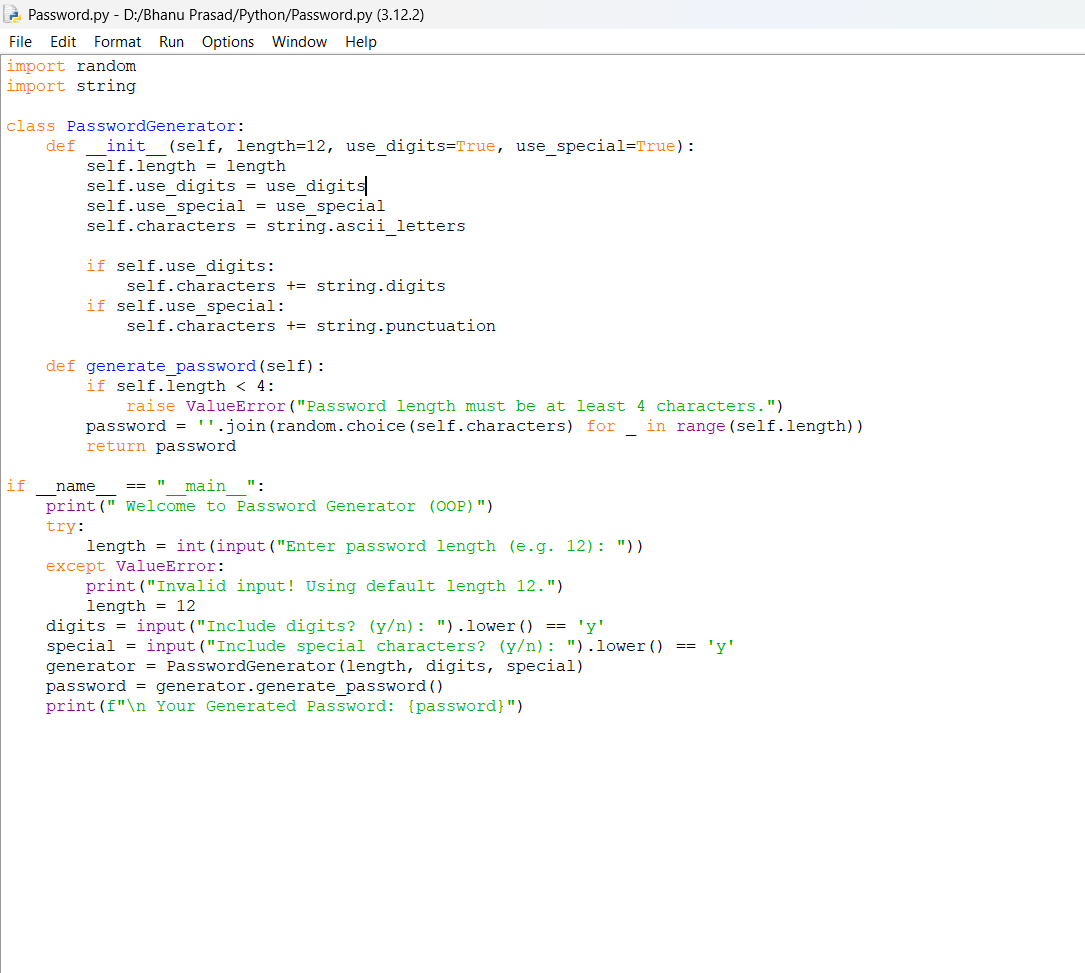 Password.py - D:/Bhanu Prasad/Python/Password.py (3.12.2)
File Edit Format Run Options Window Help
import random
import string

class PasswordGenerator:
    def __init__(self, length=12, use_digits=True, use_special=True):
        self.length = length
        self.use_digits = use_digits
        self.use_special = use_special
        self.characters = string.ascii_letters

        if self.use_digits:
            self.characters += string.digits
        if self.use_special:
            self.characters += string.punctuation

    def generate_password(self):
        if self.length < 4:
            raise ValueError("Password length must be at least 4 characters.")
        password = ''.join(random.choice(self.characters) for _ in range(self.length))
        return password

if __name__ == "__main__":
    print(" Welcome to Password Generator (OOP)")
    try:
        length = int(input("Enter password length (e.g. 12): "))
    except ValueError:
        print("Invalid input! Using default length 12.")
        length = 12
    digits = input("Include digits? (y/n): ").lower() == 'y'
    special = input("Include special characters? (y/n): ").lower() == 'y'
    generator = PasswordGenerator(length, digits, special)
    password = generator.generate_password()
    print(f"\n Your Generated Password: {password}")